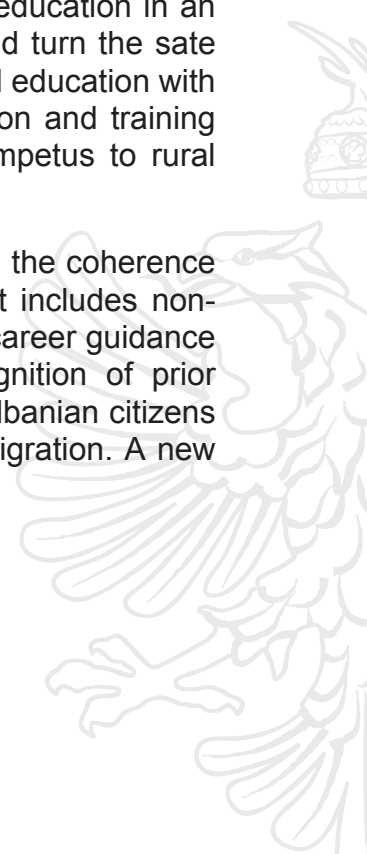 education in an
d turn the sate
l education with
on and training
mpetus to rural
the coherence
t includes non-
career guidance
gnition of prior
lbanian citizens
igration. A new